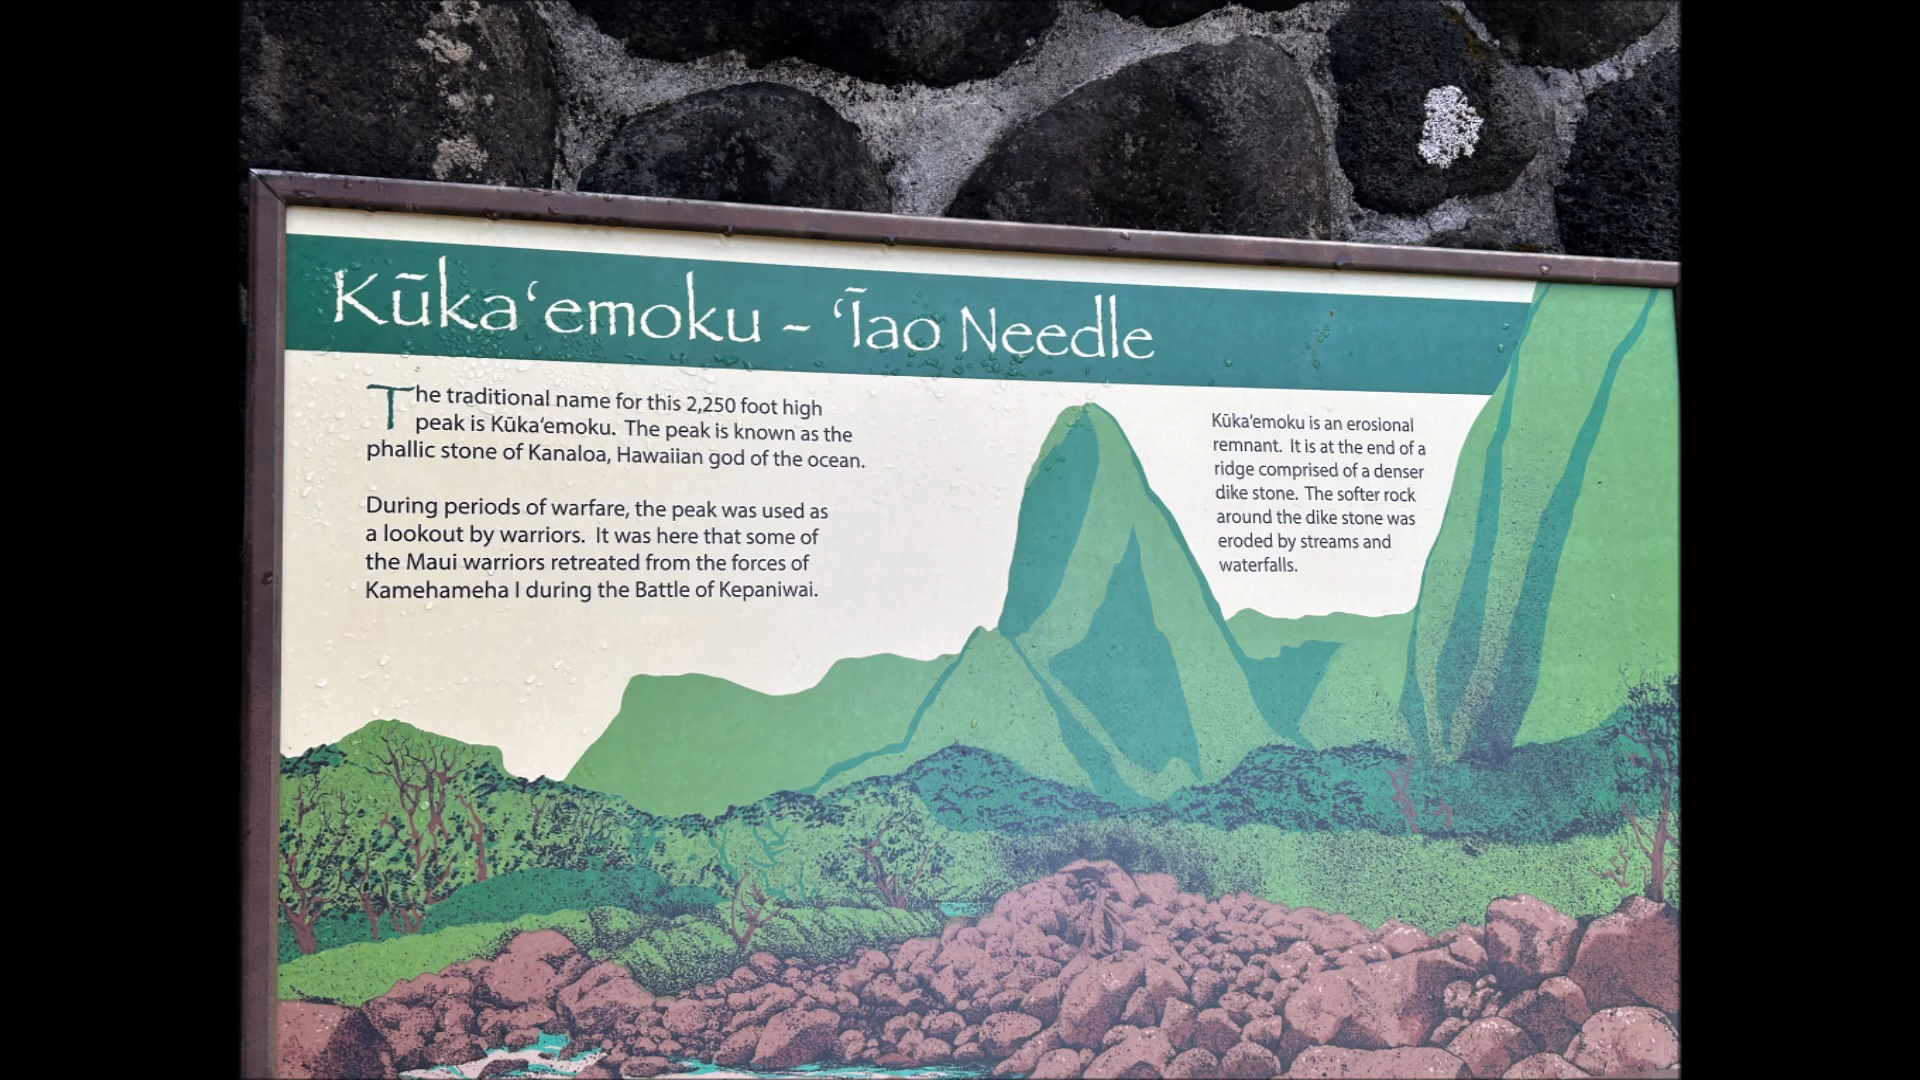 Kūkaʻemoku - ʻĪao Needle
The traditional name for this 2,250 foot high
peak is Kūkaʻemoku. The peak is known as the
phallic stone of Kanaloa, Hawaiian god of the ocean.
During periods of warfare, the peak was used as
a lookout by warriors. It was here that some of
the Maui warriors retreated from the forces of
Kamehameha I during the Battle of Kepaniwai.
Kūkaʻemoku is an erosional
remnant. It is at the end of a
ridge comprised of a denser
dike stone. The softer rock
around the dike stone was
eroded by streams and
waterfalls.